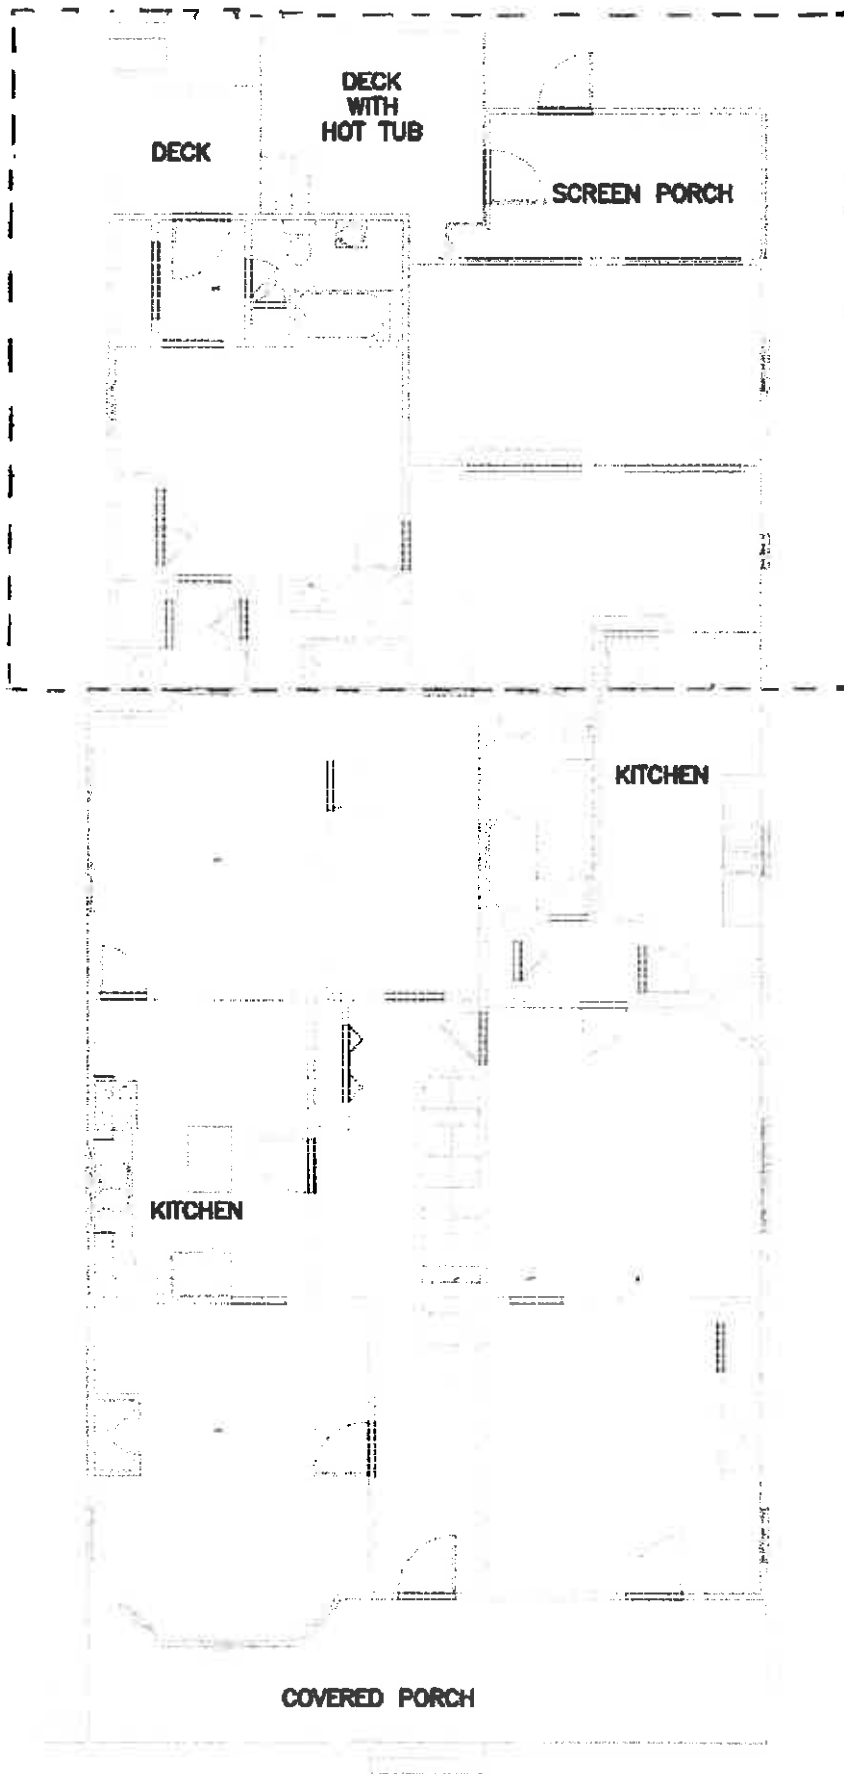 DECK
WITH
HOT TUB
DECK
SCREEN PORCH
KITCHEN
KITCHEN
COVERED PORCH